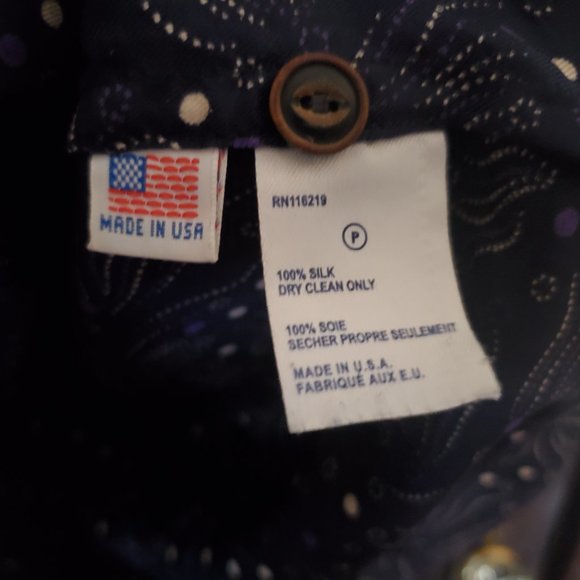 MADE IN USA
RN116219
P
100% SILK
DRY CLEAN ONLY
100% SOIE
SECHER PROPRE SEULEMENT
MADE IN U.S.A.
FABRIQUÉ AUX E.U.